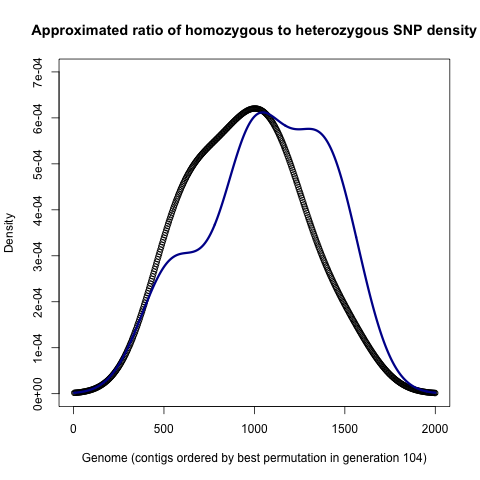 Approximated ratio of homozygous to heterozygous SNP density
7e-04
6e-04
5e-04
4e-04
3e-04
2e-04
1e-04
0e+00
Density
0 500 1000 1500 2000
Genome (contigs ordered by best permutation in generation 104)